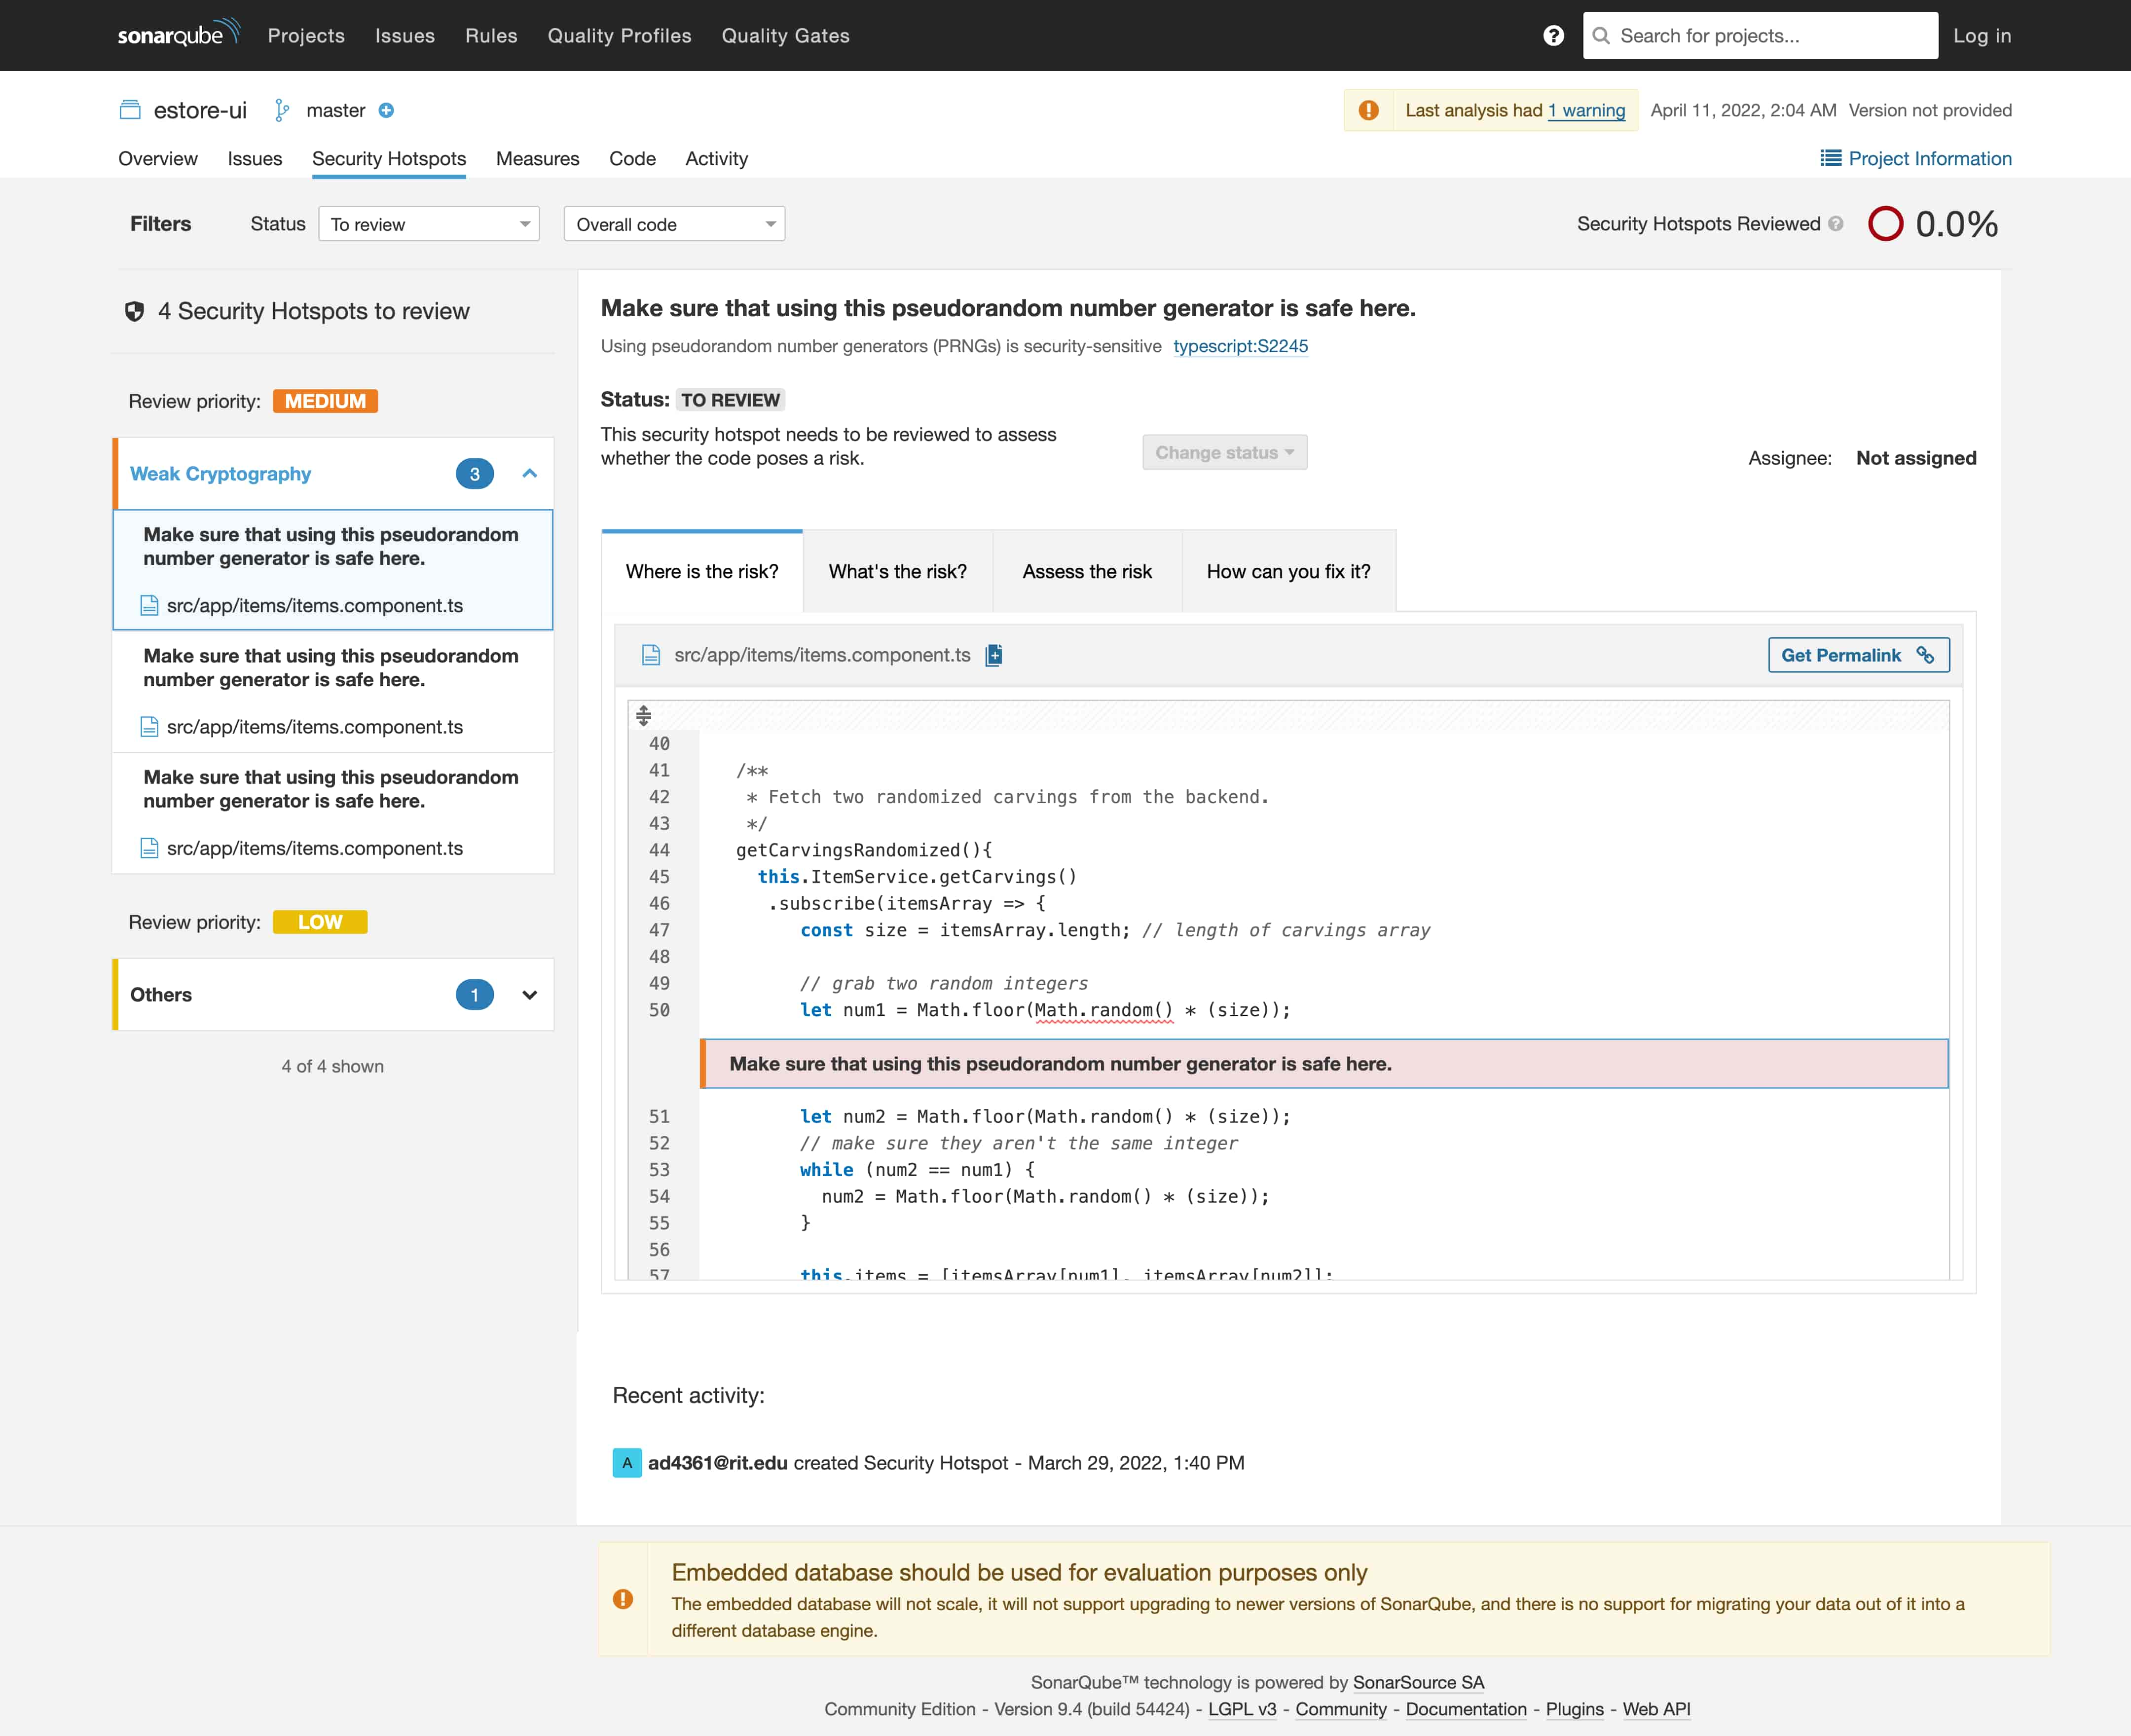 sonarqube Projects Issues Rules Quality Profiles Quality Gates ? Search for projects... Log in
estore-ui master Last analysis had 1 warning April 11, 2022, 2:04 AM Version not provided
Overview Issues Security Hotspots Measures Code Activity Project Information
Filters Status To review Overall code Security Hotspots Reviewed ? 0.0%
4 Security Hotspots to review
Review priority: MEDIUM
Weak Cryptography 3
Make sure that using this pseudorandom
number generator is safe here.
src/app/items/items.component.ts
Make sure that using this pseudorandom
number generator is safe here.
src/app/items/items.component.ts
Make sure that using this pseudorandom
number generator is safe here.
src/app/items/items.component.ts
Review priority: LOW
Others 1
4 of 4 shown
Make sure that using this pseudorandom number generator is safe here.
Using pseudorandom number generators (PRNGs) is security-sensitive typescript:S2245
Status: TO REVIEW
This security hotspot needs to be reviewed to assess
whether the code poses a risk.
Change status
Assignee: Not assigned
Where is the risk? What's the risk? Assess the risk How can you fix it?
src/app/items/items.component.ts Get Permalink
40
41 /**
42 * Fetch two randomized carvings from the backend.
43 */
44 getCarvingsRandomized(){
45 this.ItemService.getCarvings()
46 .subscribe(itemsArray => {
47 const size = itemsArray.length; // length of carvings array
48
49 // grab two random integers
50 let num1 = Math.floor(Math.random() * (size));
Make sure that using this pseudorandom number generator is safe here.
51 let num2 = Math.floor(Math.random() * (size));
52 // make sure they aren't the same integer
53 while (num2 == num1) {
54 num2 = Math.floor(Math.random() * (size));
55 }
56
57 this.items = [itemsArray[num1], itemsArray[num2]];
Recent activity:
A ad4361@rit.edu created Security Hotspot - March 29, 2022, 1:40 PM
Embedded database should be used for evaluation purposes only
The embedded database will not scale, it will not support upgrading to newer versions of SonarQube, and there is no support for migrating your data out of it into a
different database engine.
SonarQube™ technology is powered by SonarSource SA
Community Edition - Version 9.4 (build 54424) - LGPL v3 - Community - Documentation - Plugins - Web API